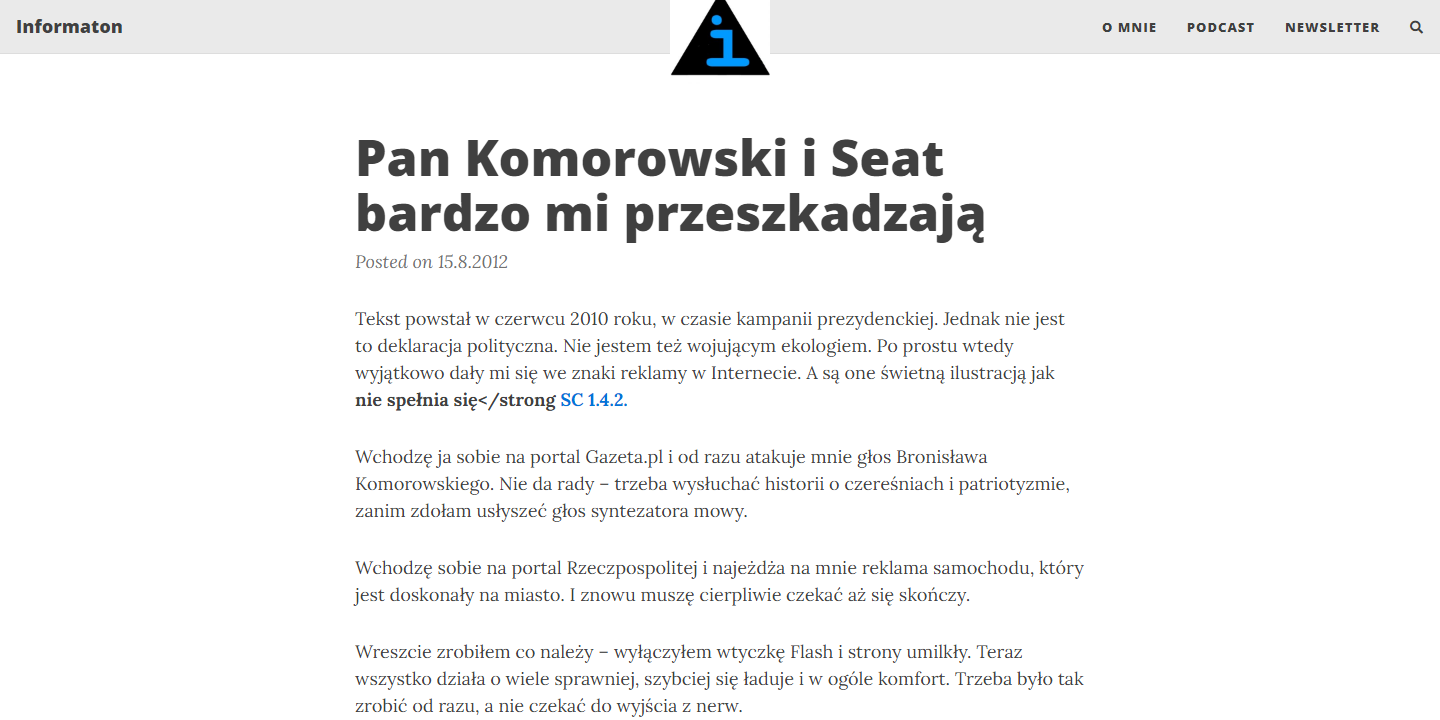 Informaton
i
O MNIE
PODCAST
NEWSLETTER
Pan Komorowski i Seat
bardzo mi przeszkadzają
Posted on 15.8.2012
Tekst powstał w czerwcu 2010 roku, w czasie kampanii prezydenckiej. Jednak nie jest
to deklaracja polityczna. Nie jestem też wojującym ekologiem. Po prostu wtedy
wyjątkowo dały mi się we znaki reklamy w Internecie. A są one świetną ilustracją jak
nie spełnia się</strong SC 1.4.2.
Wchodzę ja sobie na portal Gazeta.pl i od razu atakuje mnie głos Bronisława
Komorowskiego. Nie da rady – trzeba wysłuchać historii o czereśniach i patriotyzmie,
zanim zdołam usłyszeć głos syntezatora mowy.
Wchodzę sobie na portal Rzeczpospolitej i najeżdża na mnie reklama samochodu, który
jest doskonały na miasto. I znowu muszę cierpliwie czekać aż się skończy.
Wreszcie zrobiłem co należy – wyłączyłem wtyczkę Flash i strony umilkły. Teraz
wszystko działa o wiele sprawniej, szybciej się ładuje i w ogóle komfort. Trzeba było tak
zrobić od razu, a nie czekać do wyjścia z nerw.